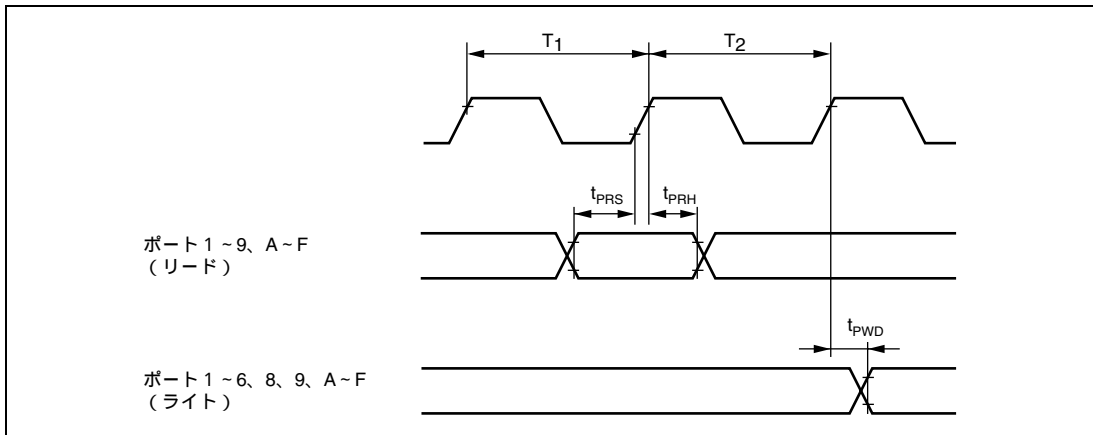 T1 T2
tPRS tPRH
ポート 1 ~ 9、A ~ F
( リード )
tPWD
ポート 1 ~ 6、8、9、A ~ F
( ライト )